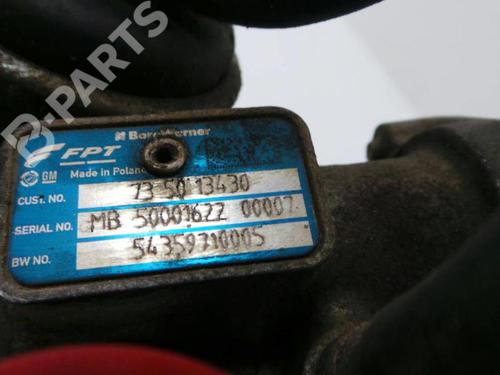 B-PARTS
BorgWarner
FPT
GM
Made in Poland
CUST. NO. 73 50 13430
SERIAL NO. MB 50001622 00007
BW NO. 54359710005